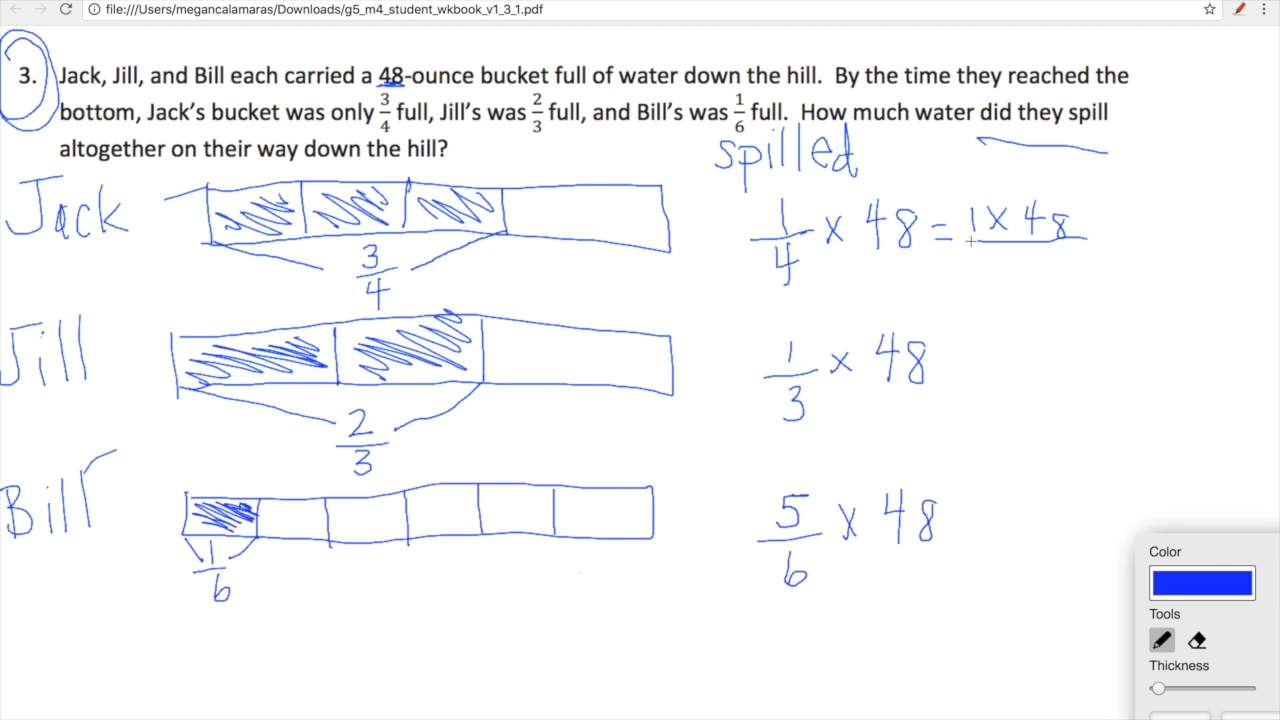 file:///Users/megancalamaras/Downloads/g5_m4_student_wkbook_v1_3_1.pdf
3. Jack, Jill, and Bill each carried a 48-ounce bucket full of water down the hill. By the time they reached the
bottom, Jack's bucket was only 3/4 full, Jill's was 2/3 full, and Bill's was 1/6 full. How much water did they spill
altogether on their way down the hill?
spilled
Jack
3/4
1/4 x 48 = 1 x 48
Jill
2/3
1/3 x 48
Bill
1/6
5/6 x 48
Color
Tools
Thickness